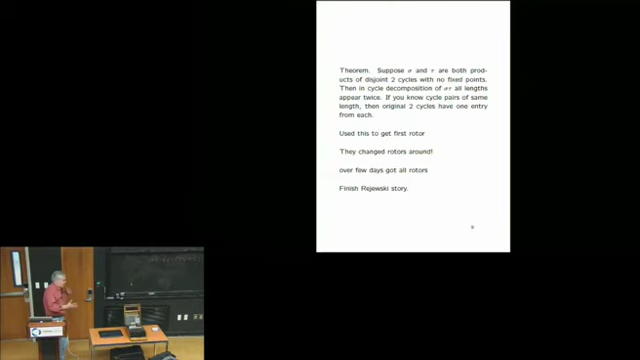 Theorem. Suppose σ and τ are both prod-
ucts of disjoint 2 cycles with no fixed points.
Then in cycle decomposition of στ all lengths
appear twice. If you know cycle pairs of same
length, then original 2 cycles have one entry
from each.
Used this to get first rotor
They changed rotors around!
over few days got all rotors
Finish Rejewski story.